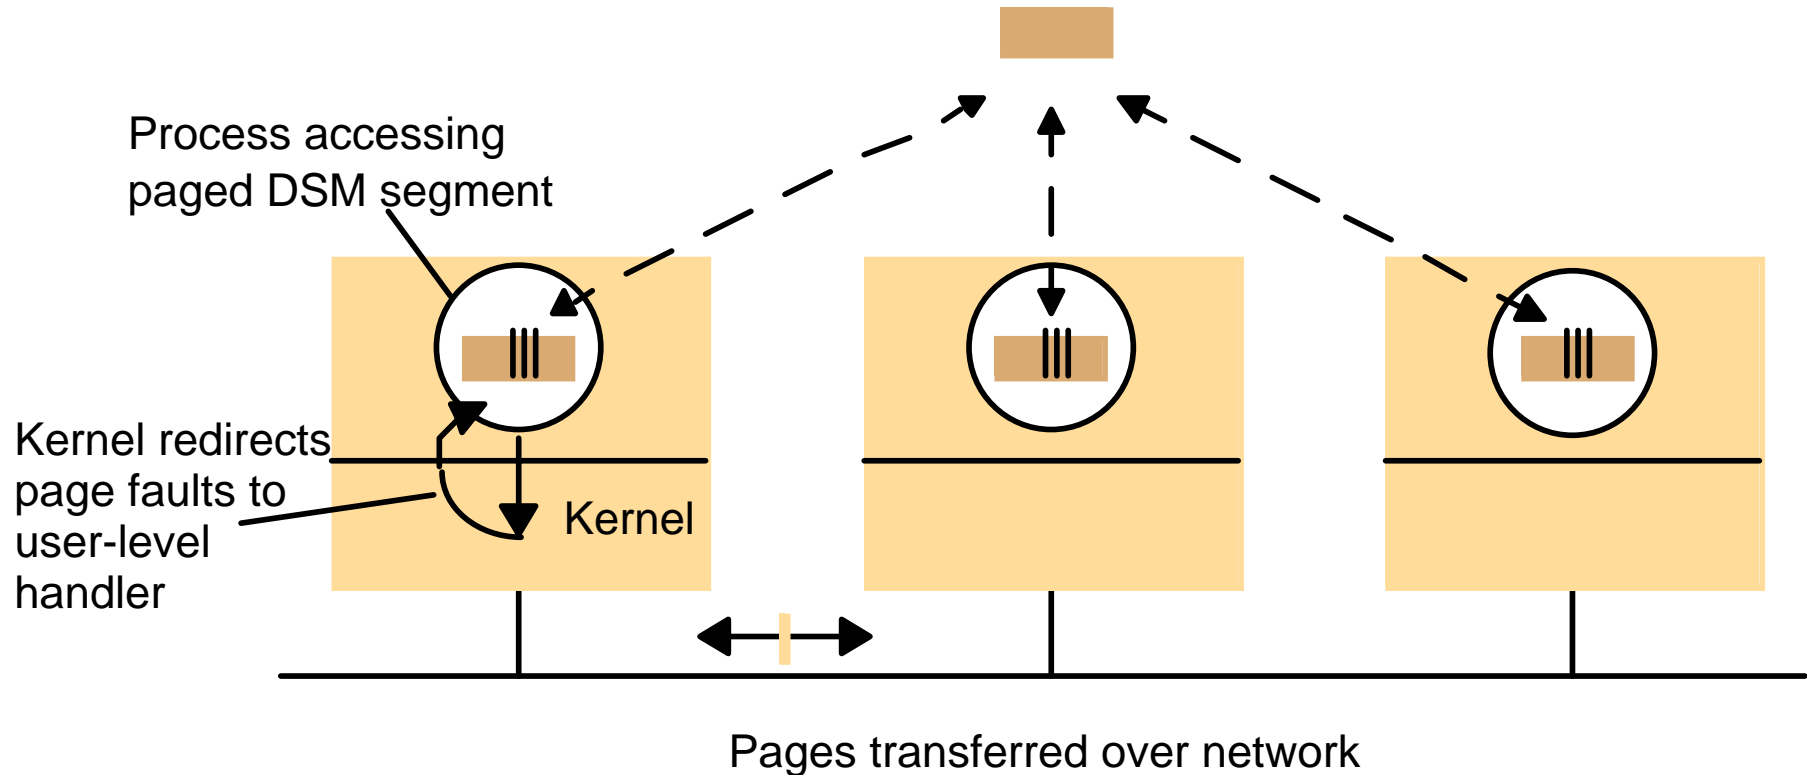 Process accessing
paged DSM segment
Kernel redirects
page faults to
user-level
handler
Kernel
Pages transferred over network